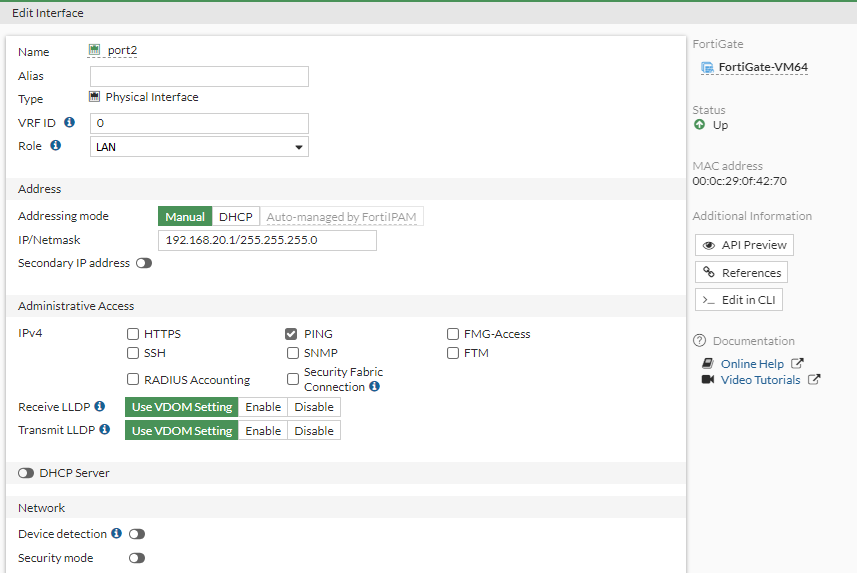 Edit Interface
Name port2
Alias
Type Physical Interface
VRF ID 0
Role LAN
Address
Addressing mode Manual DHCP Auto-managed by FortiIPAM
IP/Netmask 192.168.20.1/255.255.255.0
Secondary IP address
Administrative Access
IPv4 HTTPS PING FMG-Access
SSH SNMP FTM
RADIUS Accounting Security Fabric Connection
Receive LLDP Use VDOM Setting Enable Disable
Transmit LLDP Use VDOM Setting Enable Disable
DHCP Server
Network
Device detection
Security mode
FortiGate
FortiGate-VM64
Status
Up
MAC address
00:0c:29:0f:42:70
Additional Information
API Preview
References
>_ Edit in CLI
Documentation
Online Help
Video Tutorials